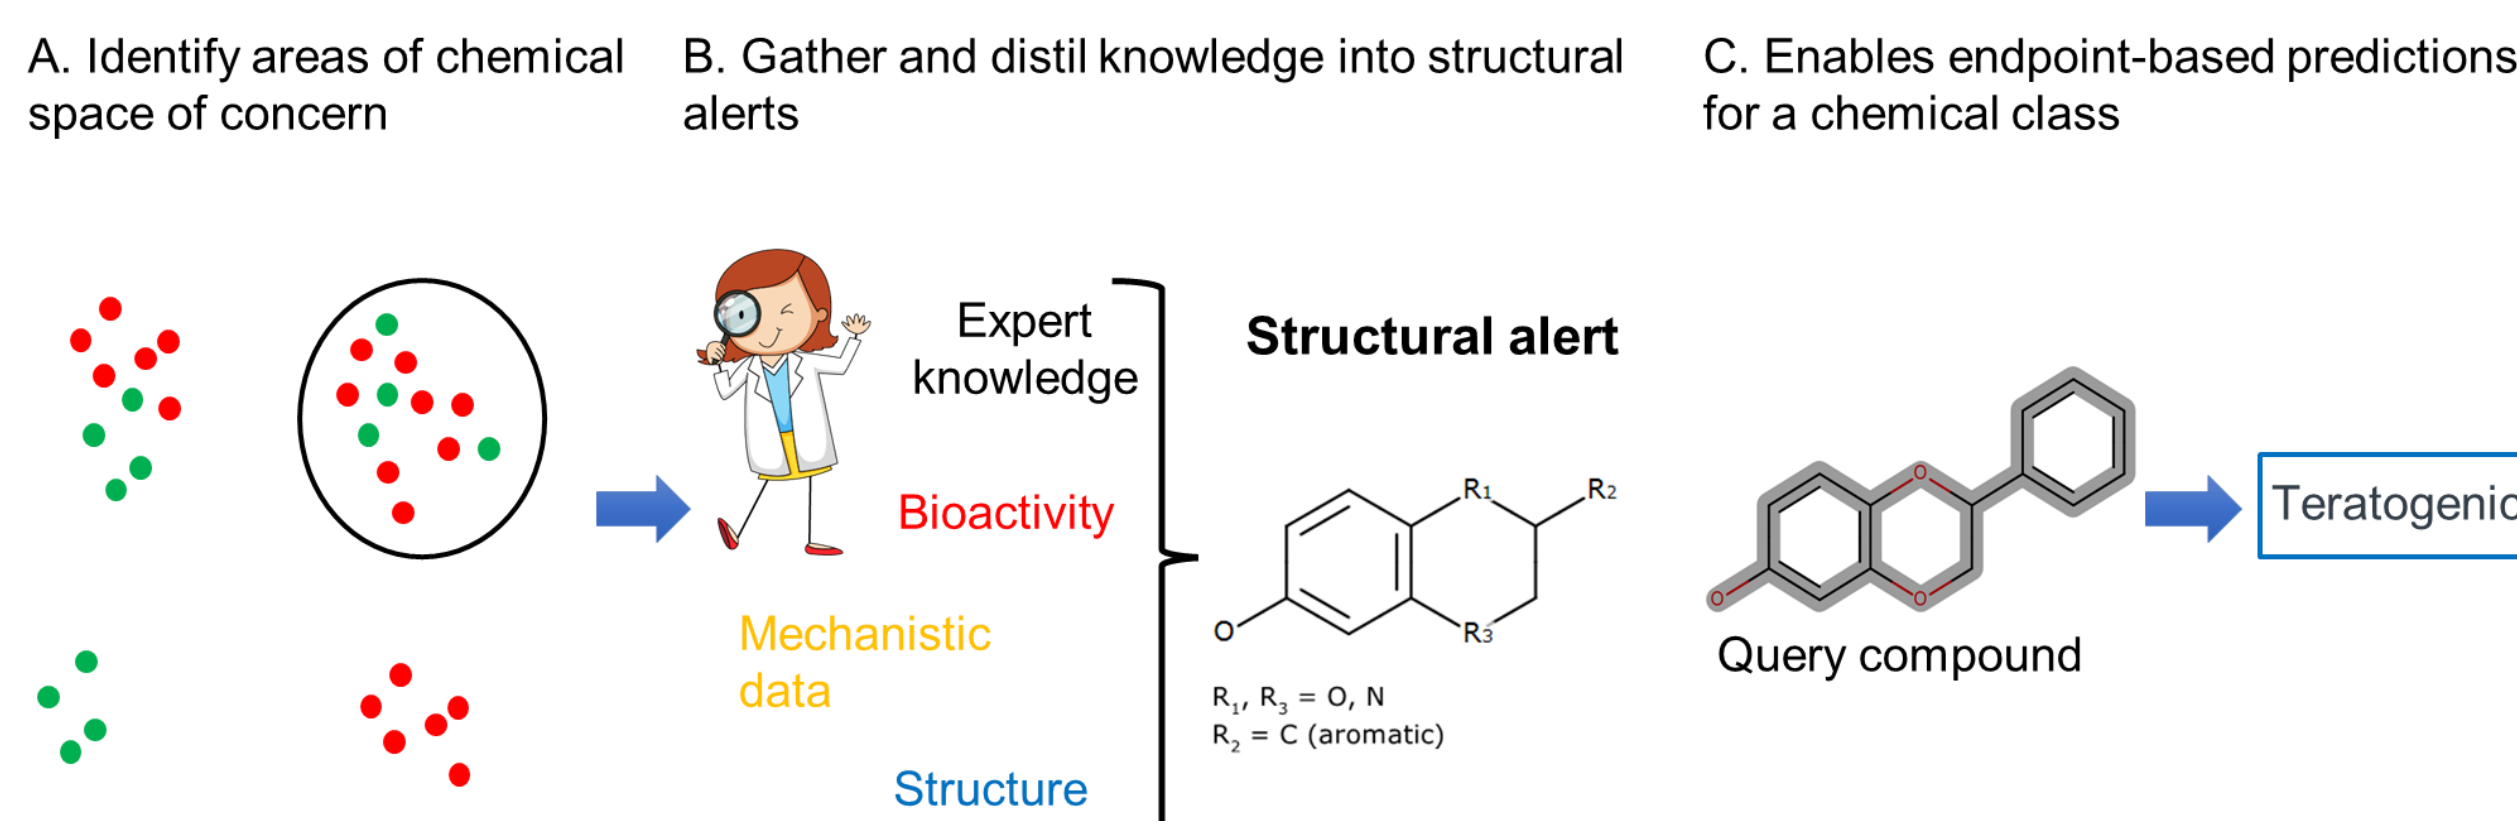 A. Identify areas of chemical
space of concern
B. Gather and distil knowledge into structural
alerts
C. Enables endpoint-based predictions
for a chemical class
Expert
knowledge
Bioactivity
Mechanistic
data
Structure
Structural alert
R1
R2
O
R3
R1, R3 = O, N
R2 = C (aromatic)
O
O
O
Query compound
Teratogenic